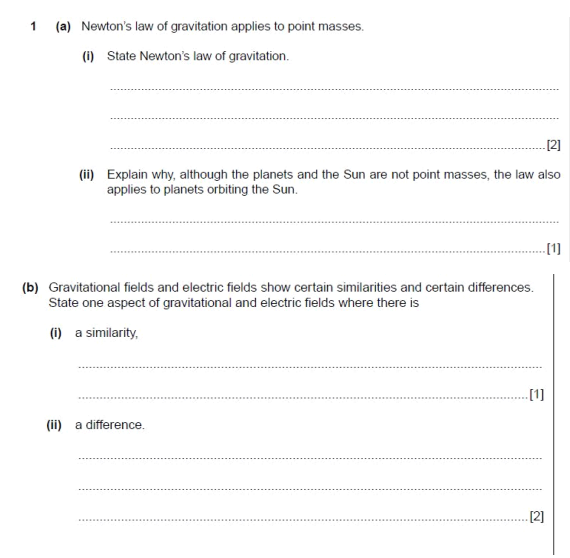 1 (a) Newton's law of gravitation applies to point masses.
(i) State Newton's law of gravitation.
[2]
(ii) Explain why, although the planets and the Sun are not point masses, the law also
applies to planets orbiting the Sun.
[1]
(b) Gravitational fields and electric fields show certain similarities and certain differences.
State one aspect of gravitational and electric fields where there is
(i) a similarity,
[1]
(ii) a difference.
[2]